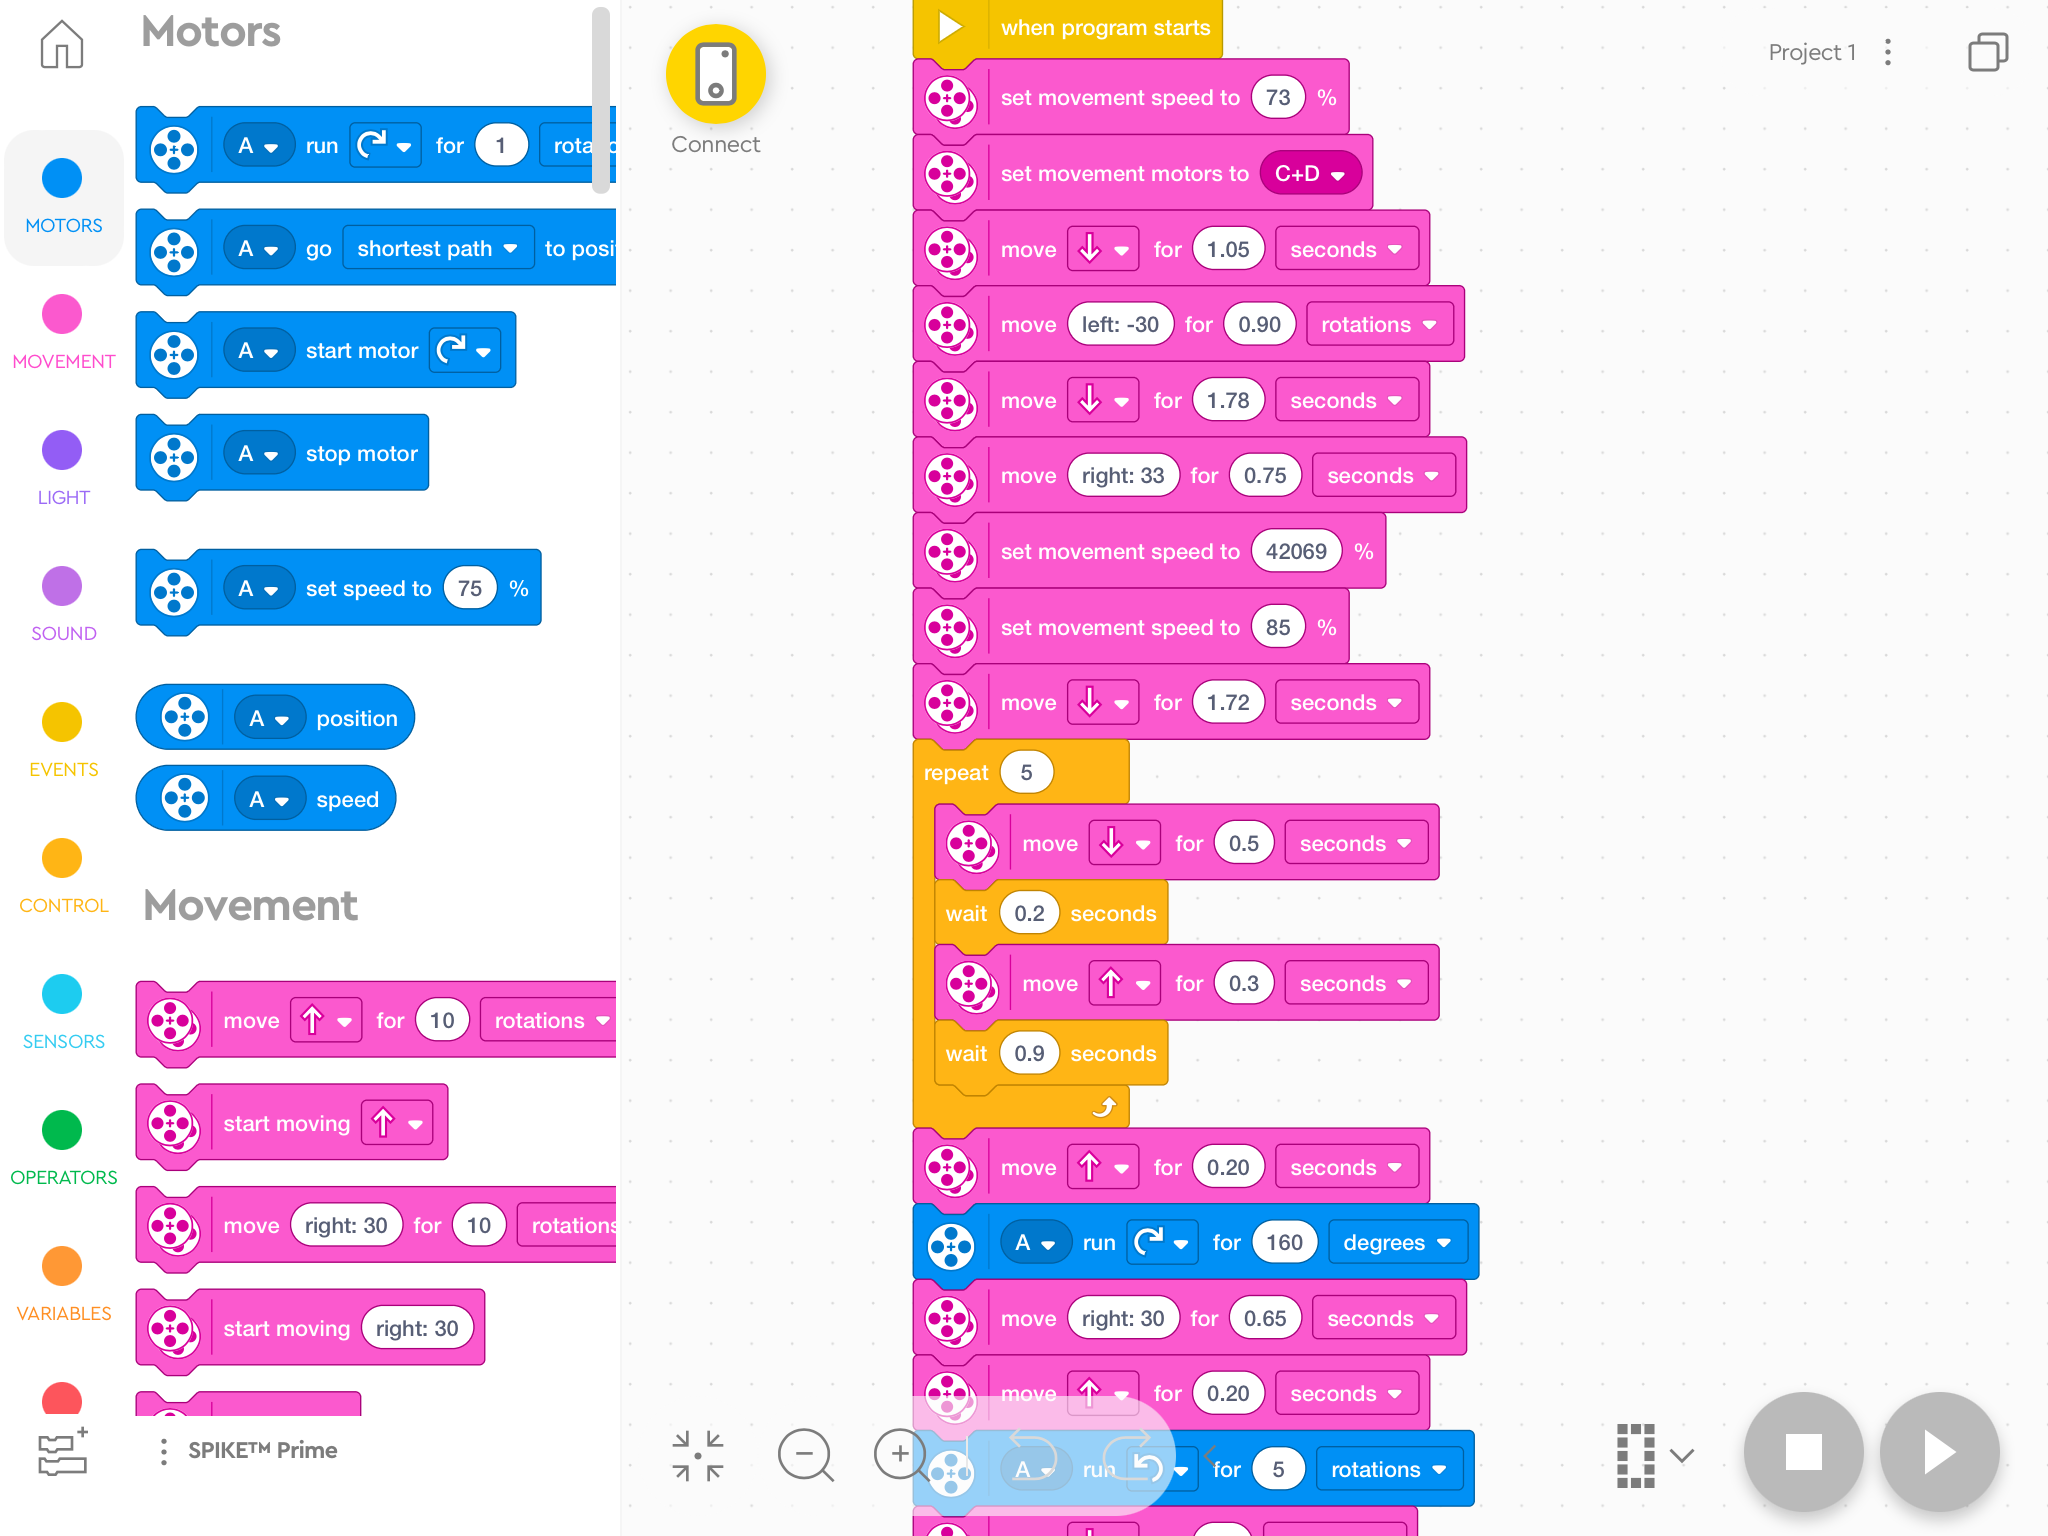 Motors
A run for 1 rotatio
A go shortest path to posi
A start motor
A stop motor
A set speed to 75 %
A position
A speed
Movement
move for 10 rotations
start moving
move right: 30 for 10 rotations
start moving right: 30
MOTORS
MOVEMENT
LIGHT
SOUND
EVENTS
CONTROL
SENSORS
OPERATORS
VARIABLES
SPIKE™ Prime
Connect
Project 1
when program starts
set movement speed to 73 %
set movement motors to C+D
move for 1.05 seconds
move left: -30 for 0.90 rotations
move for 1.78 seconds
move right: 33 for 0.75 seconds
set movement speed to 42069 %
set movement speed to 85 %
move for 1.72 seconds
repeat 5
move for 0.5 seconds
wait 0.2 seconds
move for 0.3 seconds
wait 0.9 seconds
move for 0.20 seconds
A run for 160 degrees
move right: 30 for 0.65 seconds
move for 0.20 seconds
A run for 5 rotations